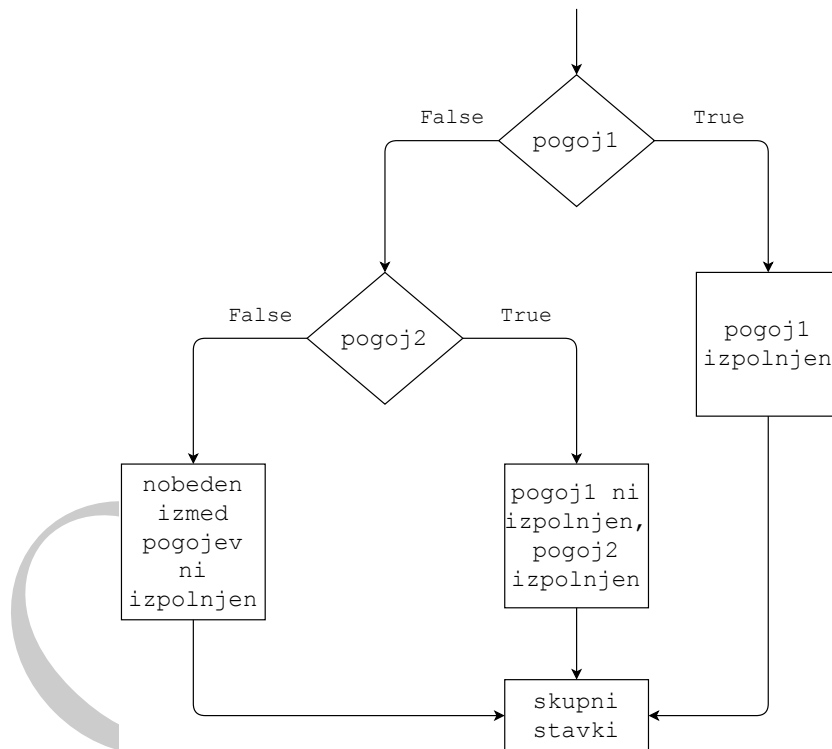 False
True
pogoj1
False
True
pogoj2
pogoj1
izpolnjen
nobeden
izmed
pogojev
ni
izpolnjen
pogoj1 ni
izpolnjen,
pogoj2
izpolnjen
skupni
stavki